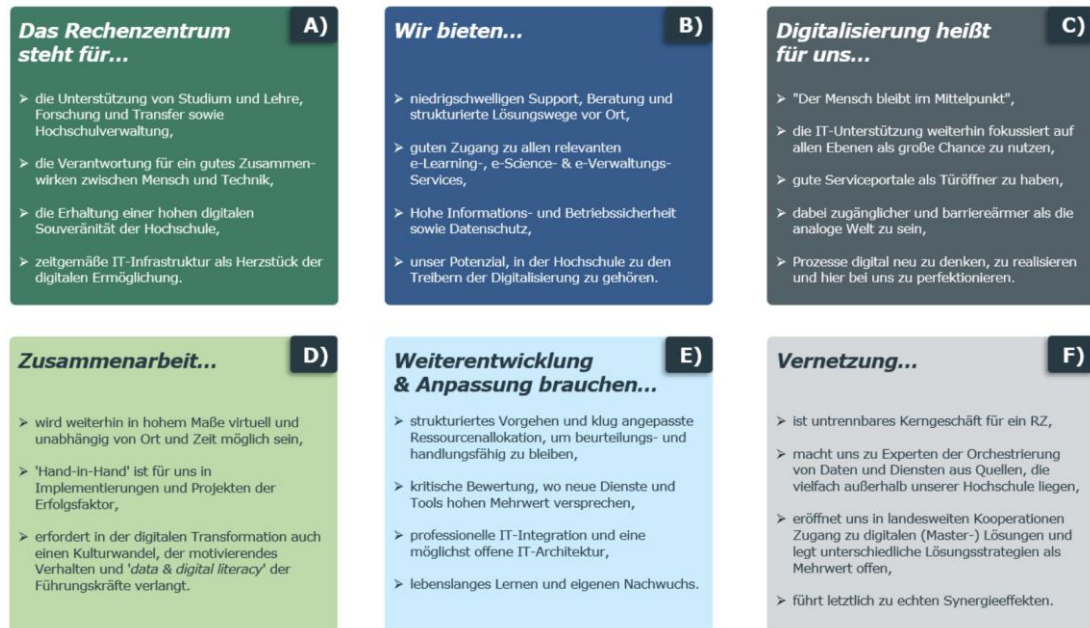 Das Rechenzentrum
steht für...
A)
➢ die Unterstützung von Studium und Lehre,
Forschung und Transfer sowie
Hochschulverwaltung,
➢ die Verantwortung für ein gutes Zusammen-
wirken zwischen Mensch und Technik,
➢ die Erhaltung einer hohen digitalen
Souveränität der Hochschule,
➢ zeitgemäße IT-Infrastruktur als Herzstück der
digitalen Ermöglichung.
Wir bieten...
B)
➢ niedrigschwelligen Support, Beratung und
strukturierte Lösungswege vor Ort,
➢ guten Zugang zu allen relevanten
e-Learning-, e-Science- & e-Verwaltungs-
Services,
➢ Hohe Informations- und Betriebssicherheit
sowie Datenschutz,
➢ unser Potenzial, in der Hochschule zu den
Treibern der Digitalisierung zu gehören.
Digitalisierung heißt
für uns...
C)
➢ "Der Mensch bleibt im Mittelpunkt",
➢ die IT-Unterstützung weiterhin fokussiert auf
allen Ebenen als große Chance zu nutzen,
➢ gute Serviceportale als Türöffner zu haben,
➢ dabei zugänglicher und barriereärmer als die
analoge Welt zu sein,
➢ Prozesse digital neu zu denken, zu realisieren
und hier bei uns zu perfektionieren.
Zusammenarbeit...
D)
➢ wird weiterhin in hohem Maße virtuell und
unabhängig von Ort und Zeit möglich sein,
➢ 'Hand-in-Hand' ist für uns in
Implementierungen und Projekten der
Erfolgsfaktor,
➢ erfordert in der digitalen Transformation auch
einen Kulturwandel, der motivierendes
Verhalten und 'data & digital literacy' der
Führungskräfte verlangt.
Weiterentwicklung
& Anpassung brauchen...
E)
➢ strukturiertes Vorgehen und klug angepasste
Ressourcenallokation, um beurteilungs- und
handlungsfähig zu bleiben,
➢ kritische Bewertung, wo neue Dienste und
Tools hohen Mehrwert versprechen,
➢ professionelle IT-Integration und eine
möglichst offene IT-Architektur,
➢ lebenslanges Lernen und eigenen Nachwuchs.
Vernetzung...
F)
➢ ist untrennbares Kerngeschäft für ein RZ,
➢ macht uns zu Experten der Orchestrierung
von Daten und Diensten aus Quellen, die
vielfach außerhalb unserer Hochschule liegen,
➢ eröffnet uns in landesweiten Kooperationen
Zugang zu digitalen (Master-) Lösungen und
legt unterschiedliche Lösungsstrategien als
Mehrwert offen,
➢ führt letztlich zu echten Synergieeffekten.